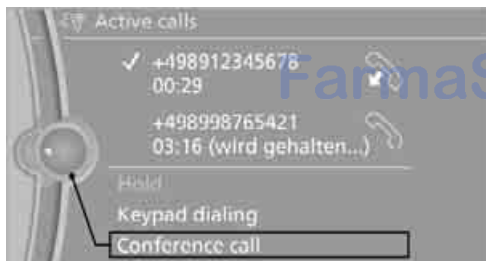 Active calls
+498912345678
00:29
+498998765421
03:16 (wird gehalten...)
Hold
Keypad dialing
Conference call